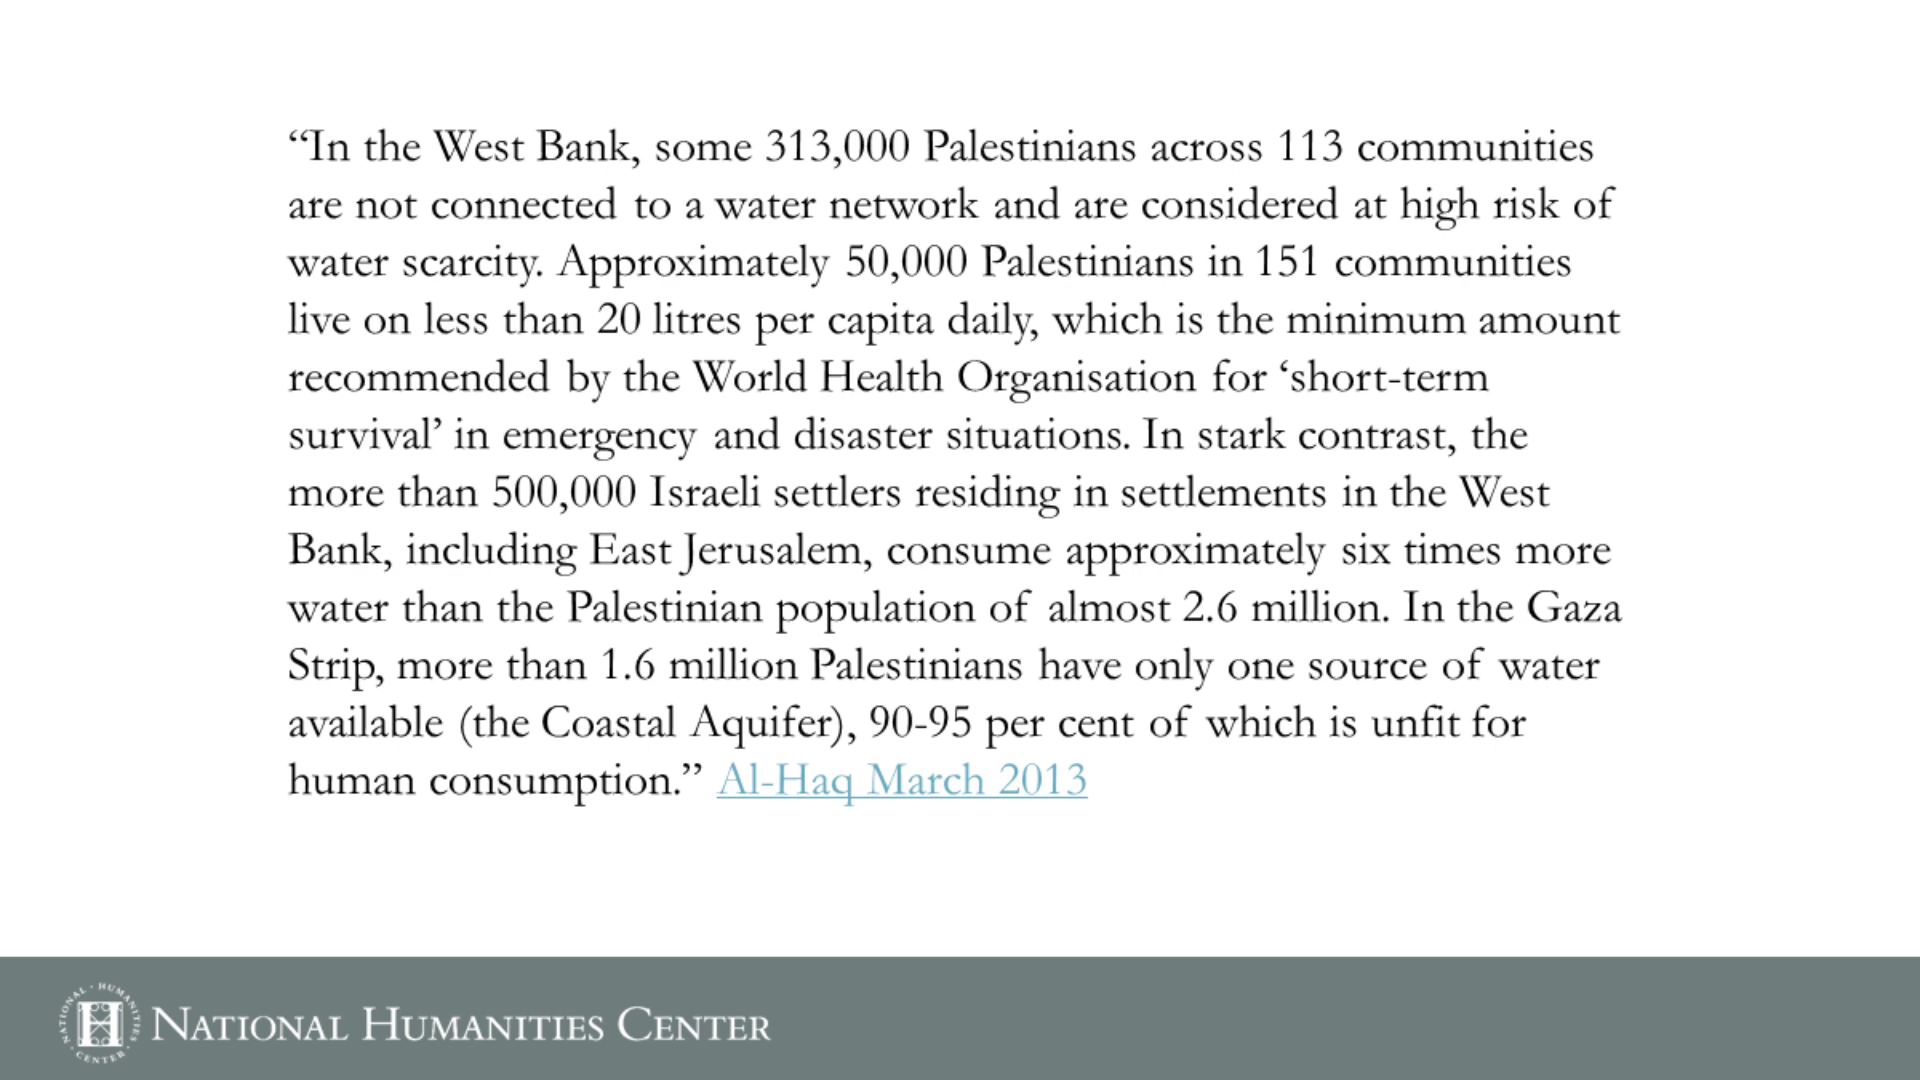 “In the West Bank, some 313,000 Palestinians across 113 communities
are not connected to a water network and are considered at high risk of
water scarcity. Approximately 50,000 Palestinians in 151 communities
live on less than 20 litres per capita daily, which is the minimum amount
recommended by the World Health Organisation for ‘short-term
survival’ in emergency and disaster situations. In stark contrast, the
more than 500,000 Israeli settlers residing in settlements in the West
Bank, including East Jerusalem, consume approximately six times more
water than the Palestinian population of almost 2.6 million. In the Gaza
Strip, more than 1.6 million Palestinians have only one source of water
available (the Coastal Aquifer), 90-95 per cent of which is unfit for
human consumption.” Al-Haq March 2013
NATIONAL · HUMANITIES · CENTER ·
H
NATIONAL HUMANITIES CENTER